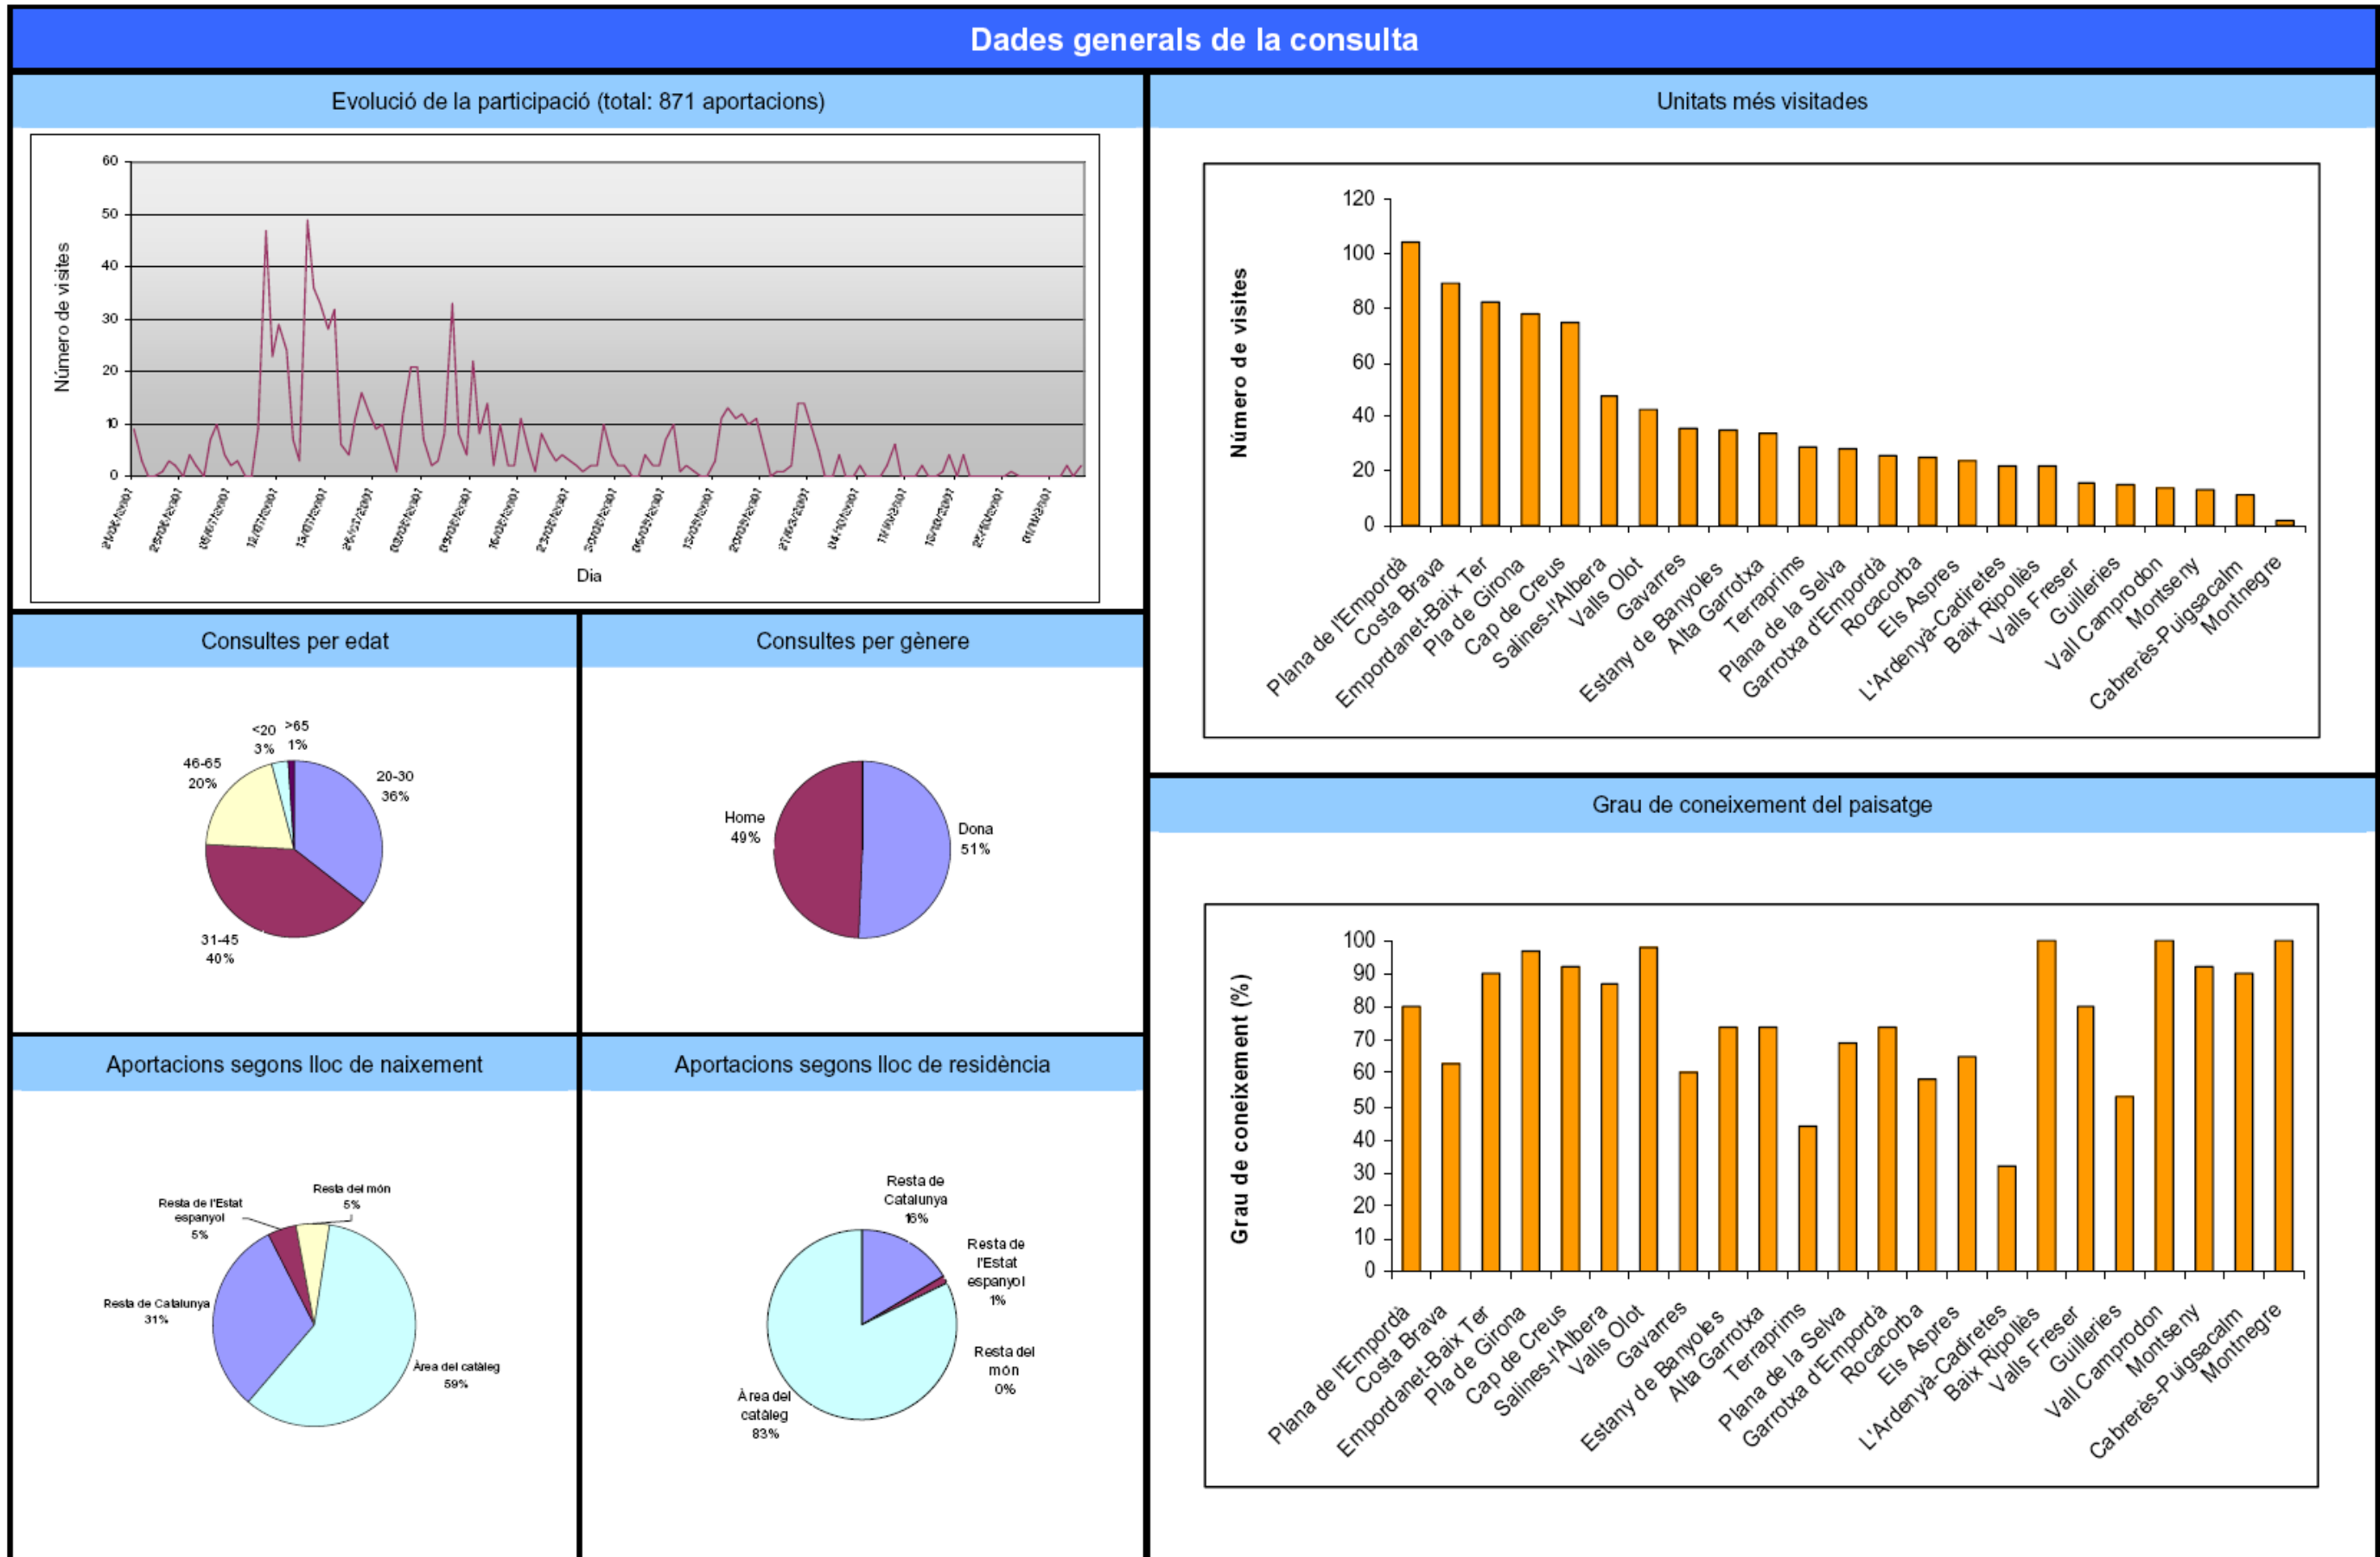 Dades generals de la consulta
Evolució de la participació (total: 871 aportacions)
60
50
40
30
20
10
0
Número de visites
Dia
Unitats més visitades
120
100
80
60
40
20
0
Número de visites
Plana de l'Empordà
Costa Brava
Empordanet-Baix Ter
Pla de Girona
Cap de Creus
Salines-l'Albera
Valls Olot
Gavarres
Estany de Banyoles
Alta Garrotxa
Terraprims
Plana de la Selva
Garrotxa d'Empordà
Rocacorba
Els Aspres
L'Ardenyà-Cadiretes
Baix Ripollès
Valls Freser
Guilleries
Vall Camprodon
Montseny
Cabrerès-Puigsacalm
Montnegre
Consultes per edat
<20
3%
>65
1%
46-65
20%
20-30
36%
31-45
40%
Consultes per gènere
Home
49%
Dona
51%
Grau de coneixement del paisatge
100
90
80
70
60
50
40
30
20
10
0
Grau de coneixement (%)
Plana de l'Empordà
Costa Brava
Empordanet-Baix Ter
Pla de Girona
Cap de Creus
Salines-l'Albera
Valls Olot
Gavarres
Estany de Banyoles
Alta Garrotxa
Terraprims
Plana de la Selva
Garrotxa d'Empordà
Rocacorba
Els Aspres
L'Ardenyà-Cadiretes
Baix Ripollès
Valls Freser
Guilleries
Vall Camprodon
Montseny
Cabrerès-Puigsacalm
Montnegre
Aportacions segons lloc de naixement
Resta de l'Estat
espanyol
5%
Resta del món
5%
Resta de Catalunya
31%
Àrea del catàleg
59%
Aportacions segons lloc de residència
Resta de
Catalunya
16%
Resta de
l'Estat
espanyol
1%
Resta del
món
0%
Àrea del
catàleg
83%